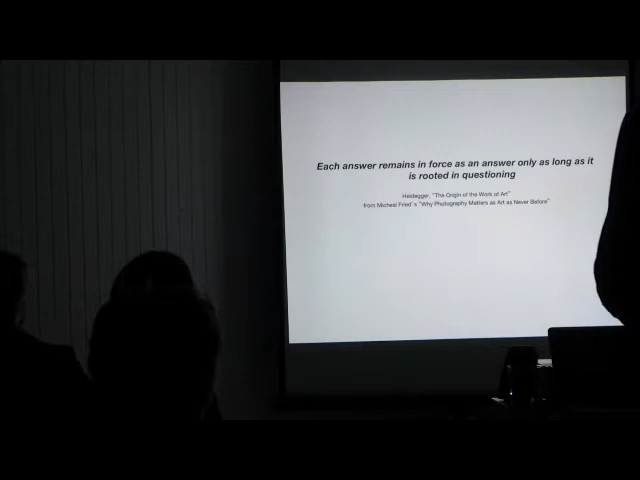 Each answer remains in force as an answer only as long as it
is rooted in questioning
Heidegger, "The Origin of the Work of Art"
from Micheal Fried's "Why Photography Matters as Art as Never Before"